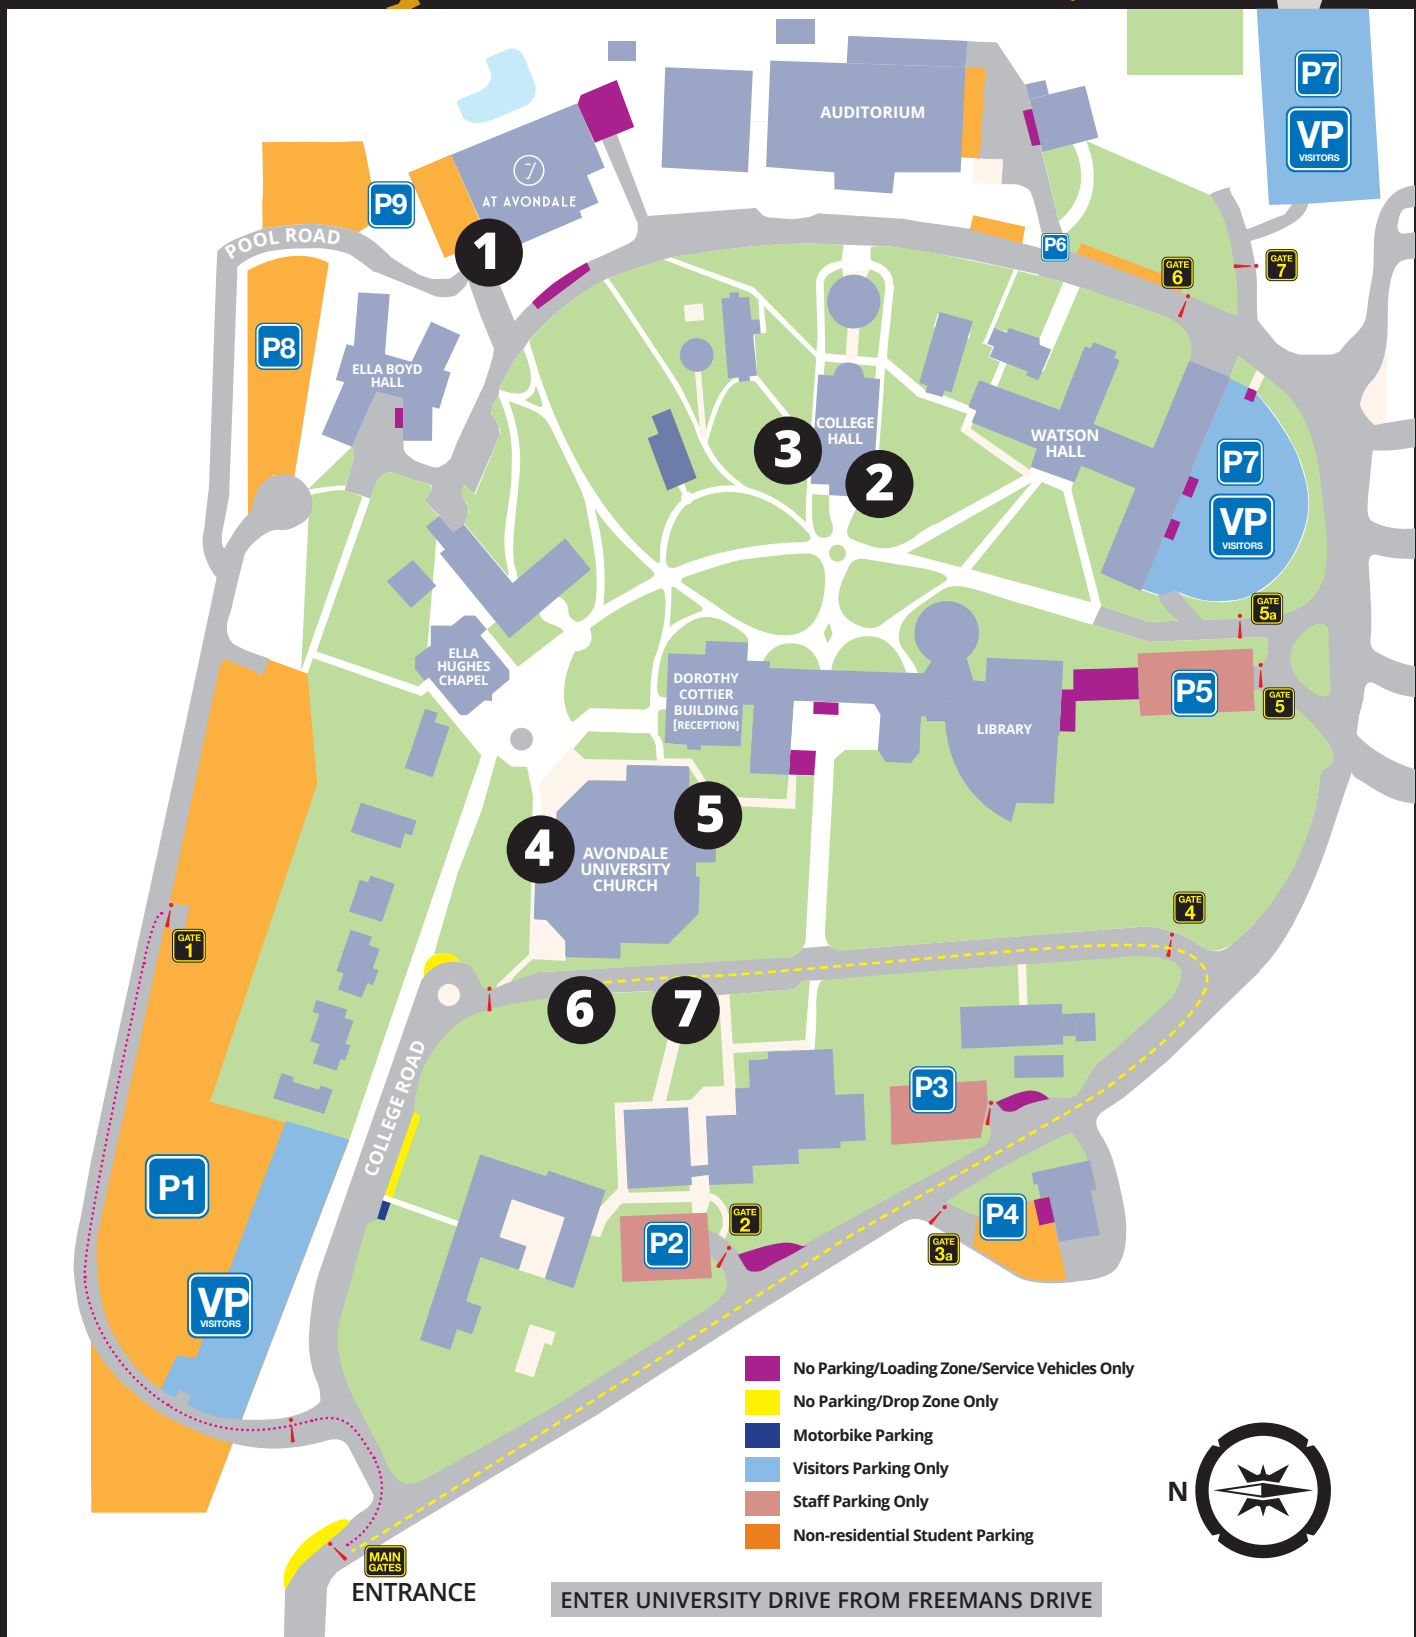 P7
VP
VISITORS
AUDITORIUM
7
AT AVONDALE
P9
POOL ROAD
1
P6
GATE
6
GATE
7
P8
ELLA BOYD
HALL
COLLEGE
HALL
3
2
WATSON
HALL
P7
VP
VISITORS
GATE
5a
ELLA
HUGHES
CHAPEL
DOROTHY
COTTIER
BUILDING
[RECEPTION]
LIBRARY
P5
GATE
5
5
4
AVONDALE
UNIVERSITY
CHURCH
GATE
4
GATE
1
6
7
COLLEGE ROAD
P3
P1
P2
GATE
2
P4
GATE
3a
VP
VISITORS
No Parking/Loading Zone/Service Vehicles Only
No Parking/Drop Zone Only
Motorbike Parking
Visitors Parking Only
Staff Parking Only
Non-residential Student Parking
N
MAIN
GATES
ENTRANCE
ENTER UNIVERSITY DRIVE FROM FREEMANS DRIVE